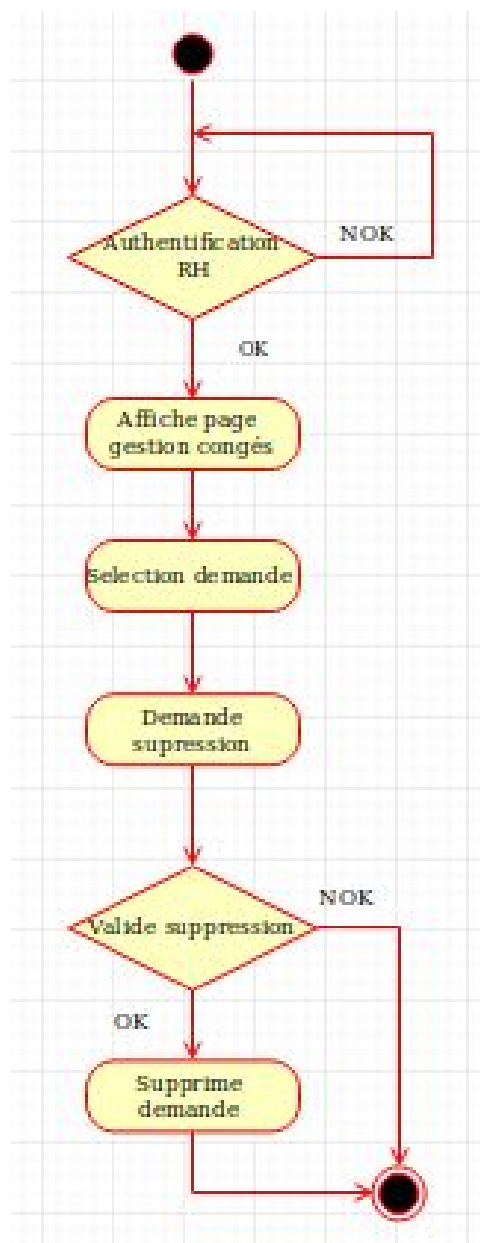 Authentification
RH
NOK
OK
Affiche page
gestion congés
Selection demande
Demande
supression
NOK
Valide suppression
OK
Supprime
demande